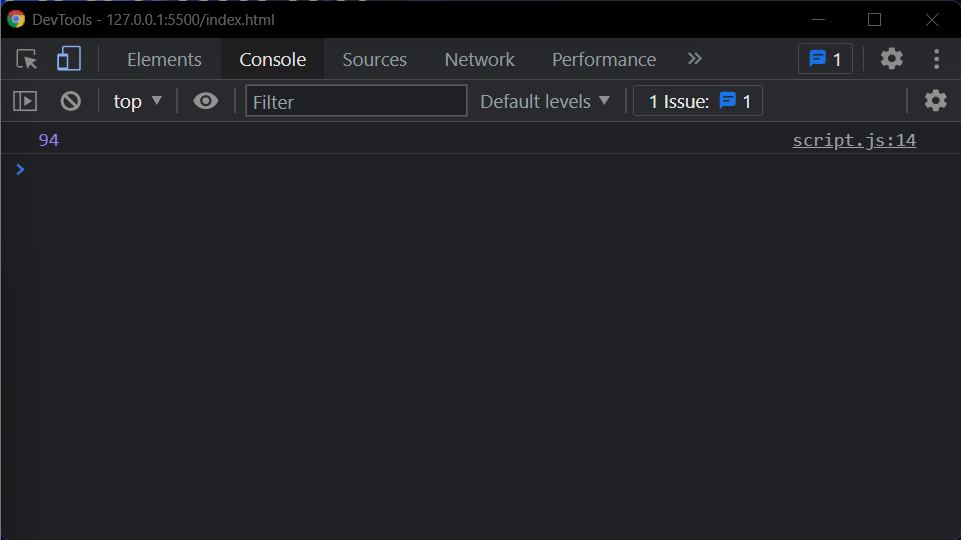 DevTools - 127.0.0.1:5500/index.html
Elements Console Sources Network Performance » 1
top ▼ Filter Default levels ▼ 1 Issue: 1
94 script.js:14